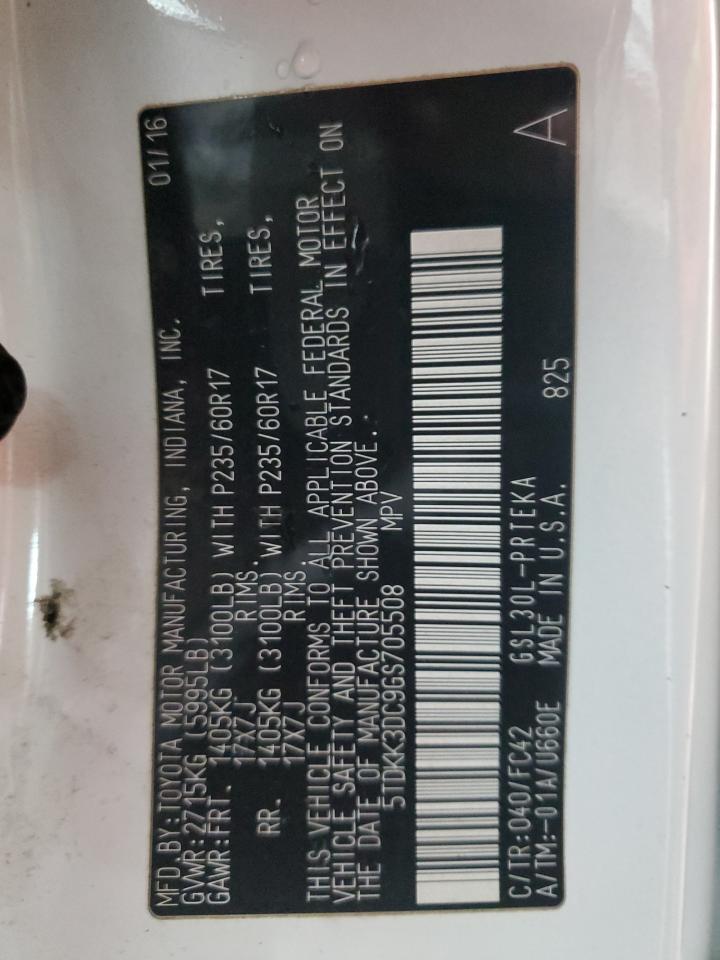 MFD.BY:TOYOTA MOTOR MANUFACTURING, INDIANA, INC. 01/16
GVWR:2715KG (5995LB)
GAWR:FRT. 1405KG (3100LB) WITH P235/60R17 TIRES,
17X7J RIMS.
RR. 1405KG (3100LB) WITH P235/60R17 TIRES,
17X7J RIMS.
THIS VEHICLE CONFORMS TO ALL APPLICABLE FEDERAL MOTOR
VEHICLE SAFETY AND THEFT PREVENTION STANDARDS IN EFFECT ON
THE DATE OF MANUFACTURE SHOWN ABOVE.
5TDKK3DC9GS705508 MPV
C/TR:040/FC42 GSL30L-PRTEKA
A/TM:-01A/U660E MADE IN U.S.A. 825
A